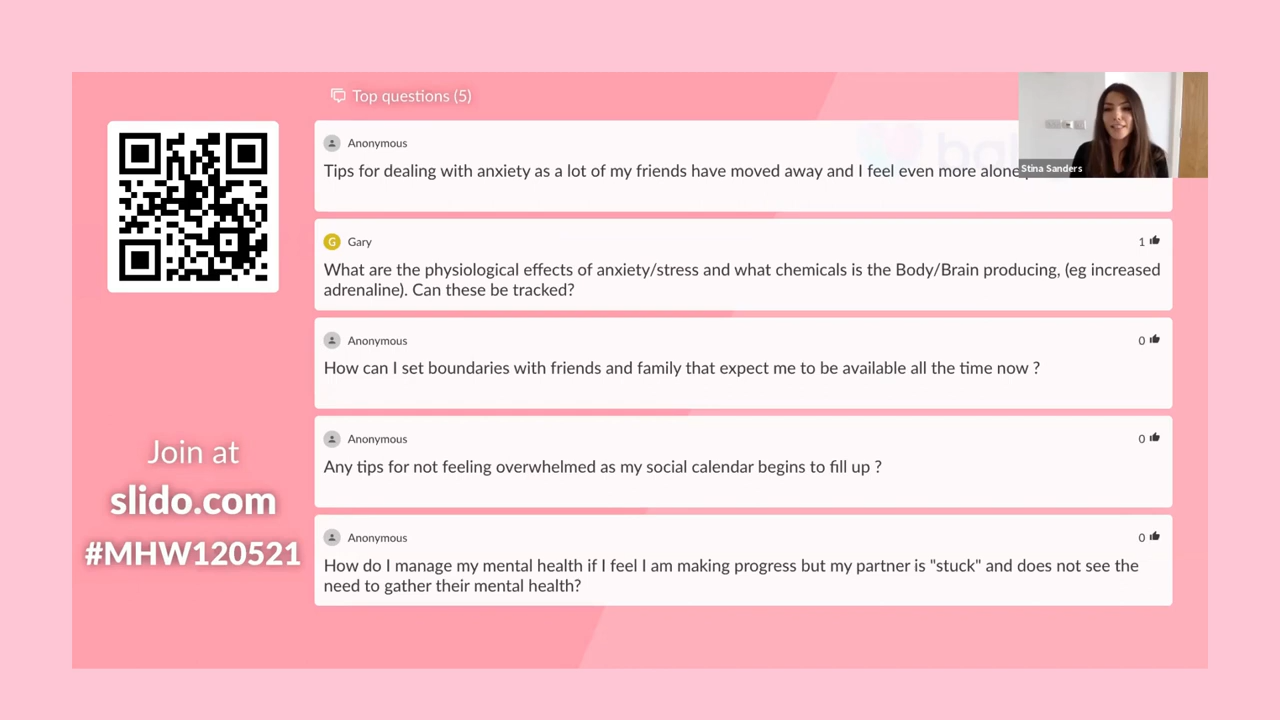 Top questions (5)
Anonymous
Tips for dealing with anxiety as a lot of my friends have moved away and I feel even more alone
Stina Sanders
G
Gary
1
What are the physiological effects of anxiety/stress and what chemicals is the Body/Brain producing, (eg increased
adrenaline). Can these be tracked?
Anonymous
0
How can I set boundaries with friends and family that expect me to be available all the time now ?
Anonymous
0
Any tips for not feeling overwhelmed as my social calendar begins to fill up ?
Anonymous
0
How do I manage my mental health if I feel I am making progress but my partner is "stuck" and does not see the
need to gather their mental health?
Join at
slido.com
#MHW120521